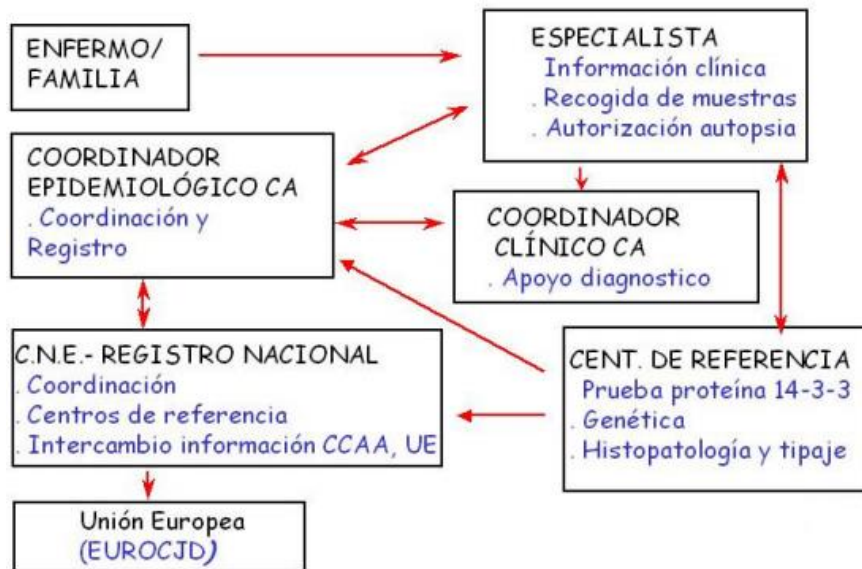 ENFERMO/
FAMILIA
ESPECIALISTA
Información clínica
. Recogida de muestras
. Autorización autopsia
COORDINADOR
EPIDEMIOLÓGICO CA
. Coordinación y
Registro
COORDINADOR
CLÍNICO CA
. Apoyo diagnostico
C.N.E.- REGISTRO NACIONAL
. Coordinación
. Centros de referencia
. Intercambio información CCAA, UE
CENT. DE REFERENCIA
Prueba proteína 14-3-3
. Genética
. Histopatología y tipaje
Unión Europea
(EUROCJD)